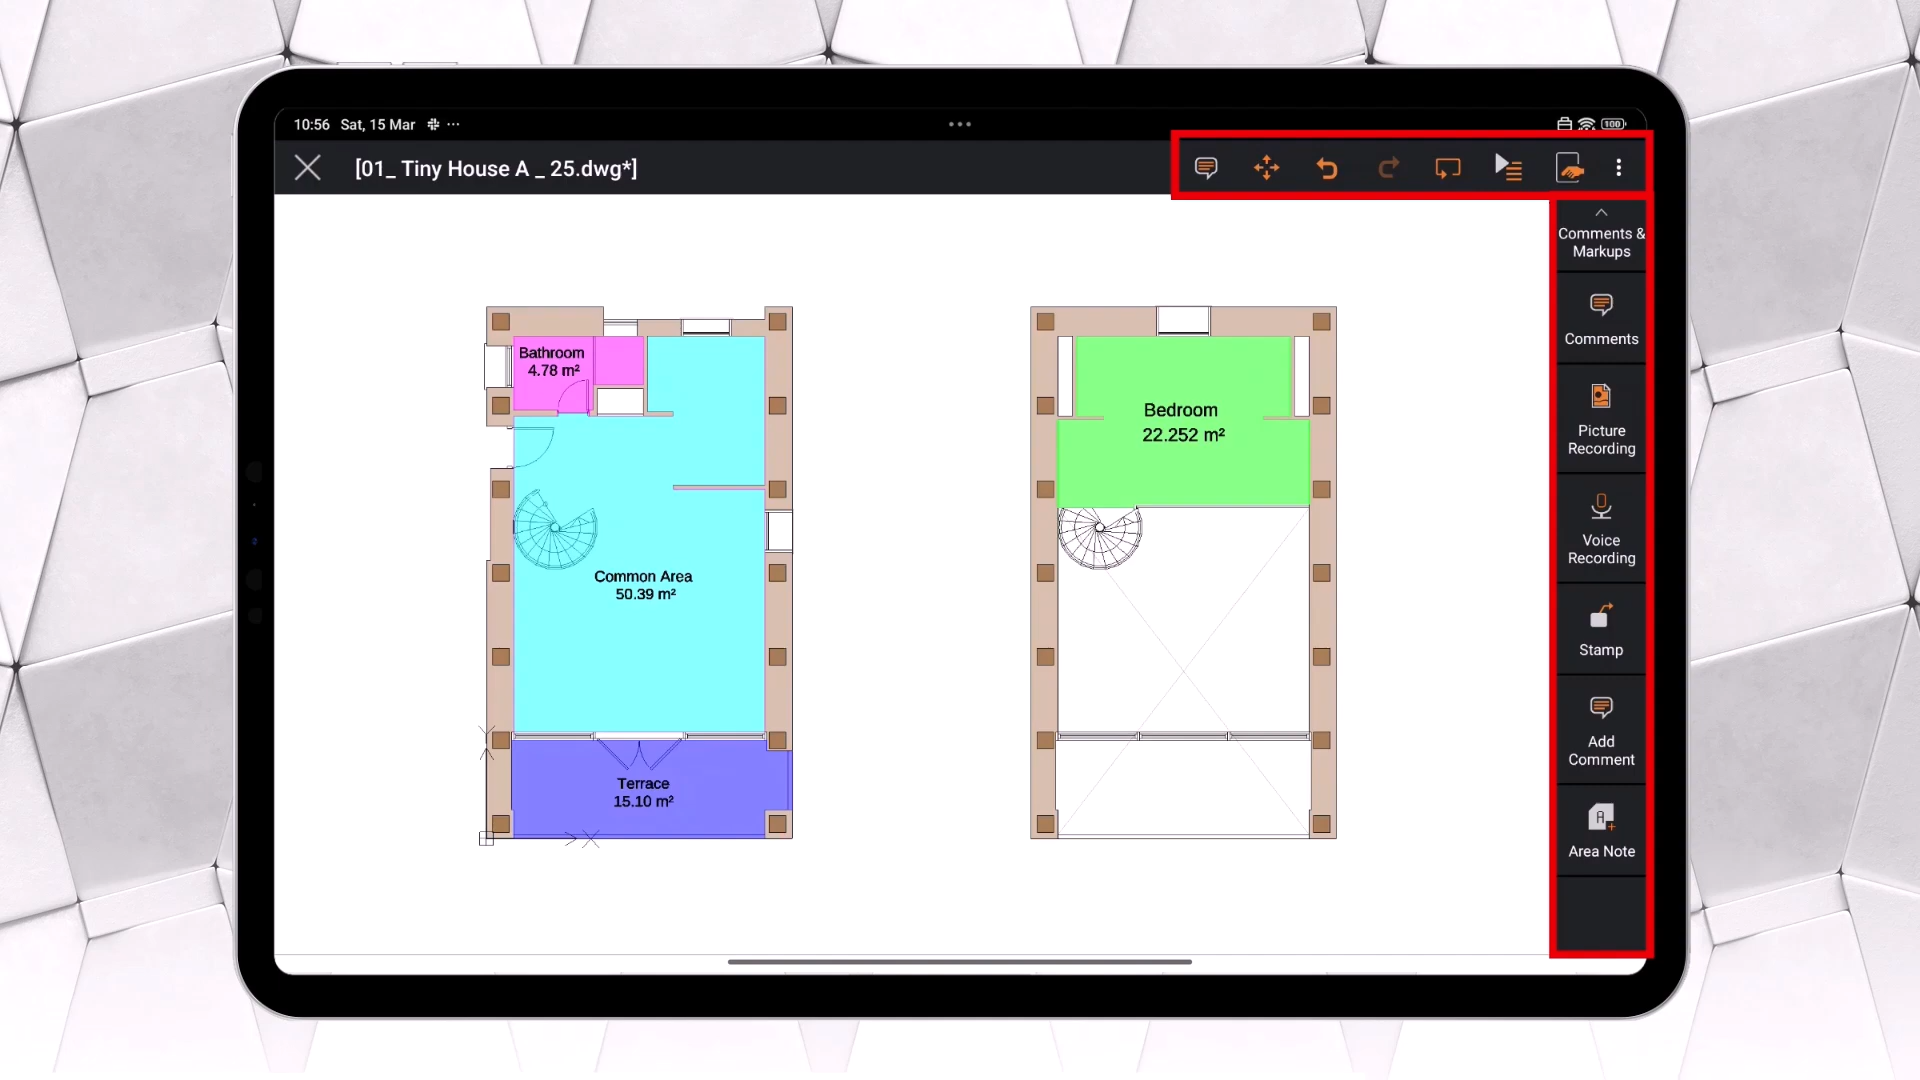 10:56 Sat, 15 Mar
100
[01_ Tiny House A _ 25.dwg*]
Comments &
Markups
Comments
Picture
Recording
Voice
Recording
Stamp
Add
Comment
A
Area Note
Bathroom
4.78 m²
Common Area
50.39 m²
Terrace
15.10 m²
Bedroom
22.252 m²